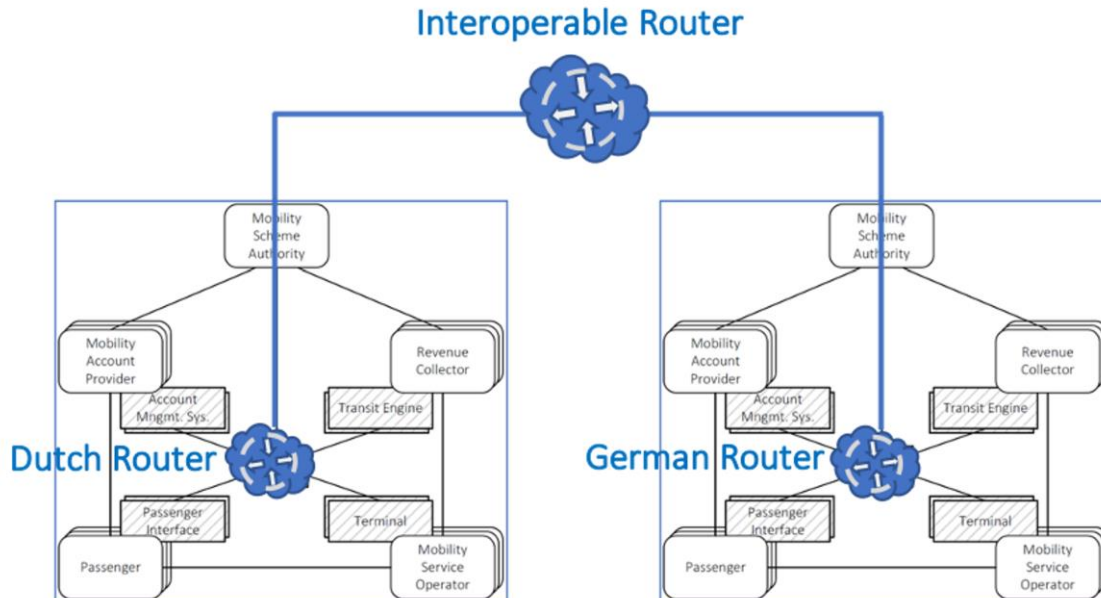 Interoperable Router
Mobility
Scheme
Authority
Mobility
Account
Provider
Revenue
Collector
Account
Mngmt. Sys.
Transit Engine
Dutch Router
Passenger
Interface
Terminal
Passenger
Mobility
Service
Operator
Mobility
Scheme
Authority
Mobility
Account
Provider
Revenue
Collector
Account
Mngmt. Sys.
Transit Engine
German Router
Passenger
Interface
Terminal
Passenger
Mobility
Service
Operator